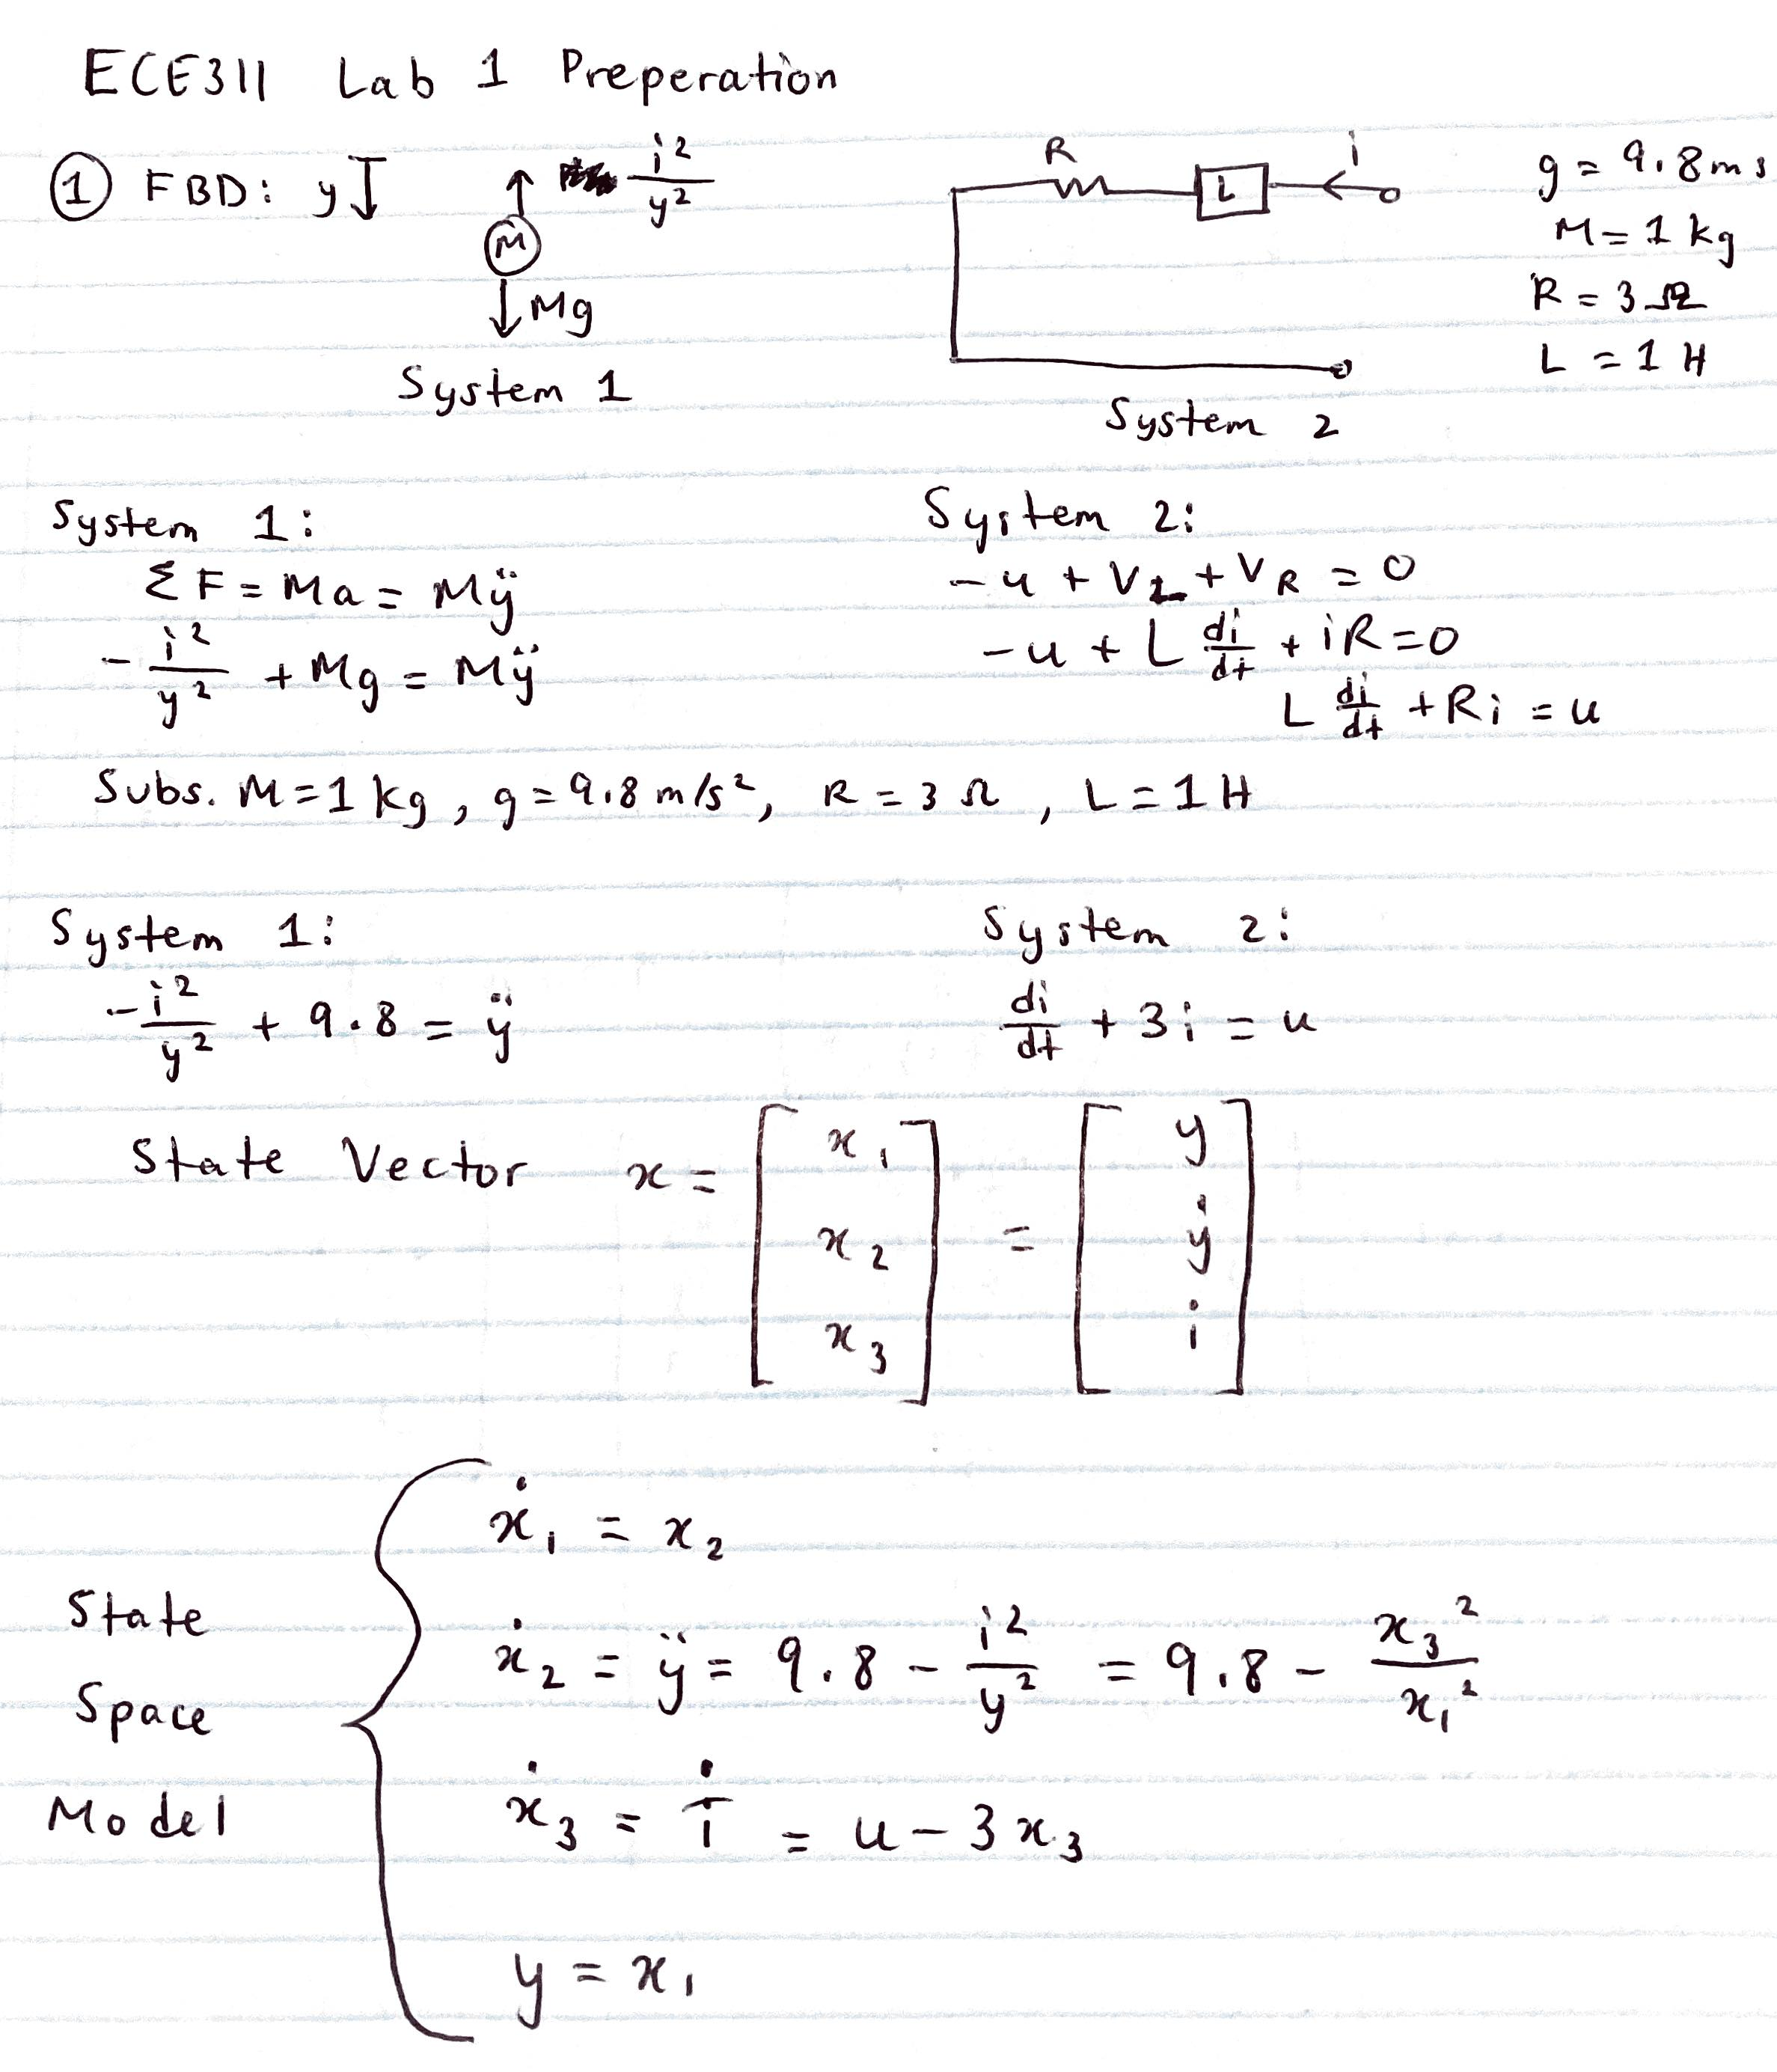 ECE311 Lab 1 Preperation
① FBD: y
i²/y²
M
Mg
System 1
R
L
i
System 2
g = 9.8 ms
M = 1 kg
R = 3 Ω
L = 1 H
System 1:
ΣF = Ma = Mÿ
-i²/y² + Mg = Mÿ
System 2:
-u + V_L + V_R = 0
-u + L di/dt + iR = 0
L di/dt + Ri = u
Subs. M = 1 kg, g = 9.8 m/s², R = 3 Ω, L = 1 H
System 1:
-i²/y² + 9.8 = ÿ
System 2:
di/dt + 3i = u
State Vector x = [x₁ x₂ x₃] = [y ẏ i]
State Space Model
ẋ₁ = x₂
ẋ₂ = ÿ = 9.8 - i²/y² = 9.8 - x₃²/x₁²
ẋ₃ = i̇ = u - 3x₃
y = x₁